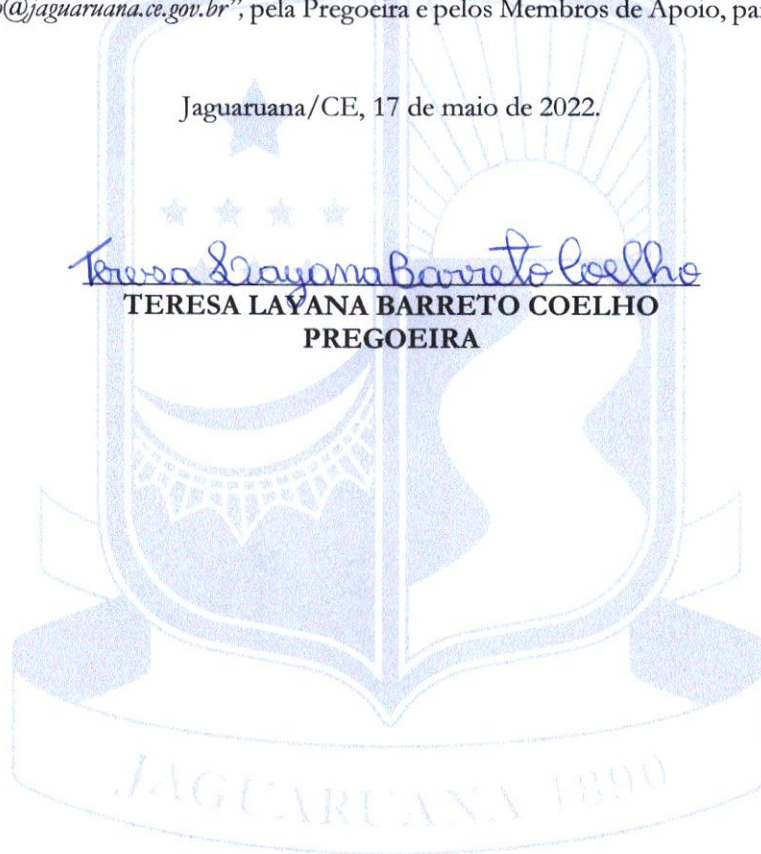 @jaguaruana.ce.gov.br”, pela Pregoeira e pelos Membros de Apoio, pa
Jaguaruana/CE, 17 de maio de 2022.
Teresa Layana Barreto Coelho
TERESA LAYANA BARRETO COELHO
PREGOEIRA
JAGUARUANA 1890